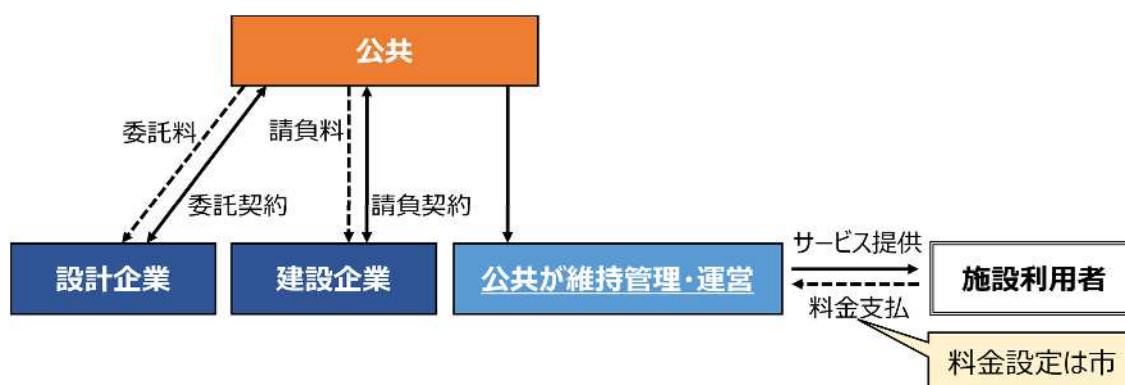 公共
委託料
請負料
委託契約
請負契約
設計企業
建設企業
公共が維持管理・運営
サービス提供
料金支払
施設利用者
料金設定は市